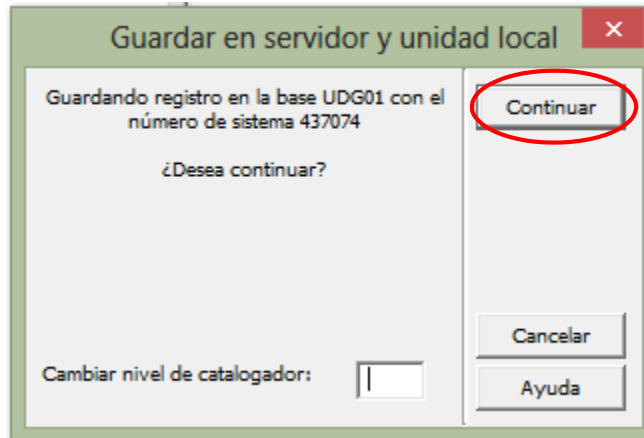 Guardar en servidor y unidad local
Guardando registro en la base UDG01 con el
número de sistema 437074
¿Desea continuar?
Continuar
Cancelar
Cambiar nivel de catalogador:
Ayuda